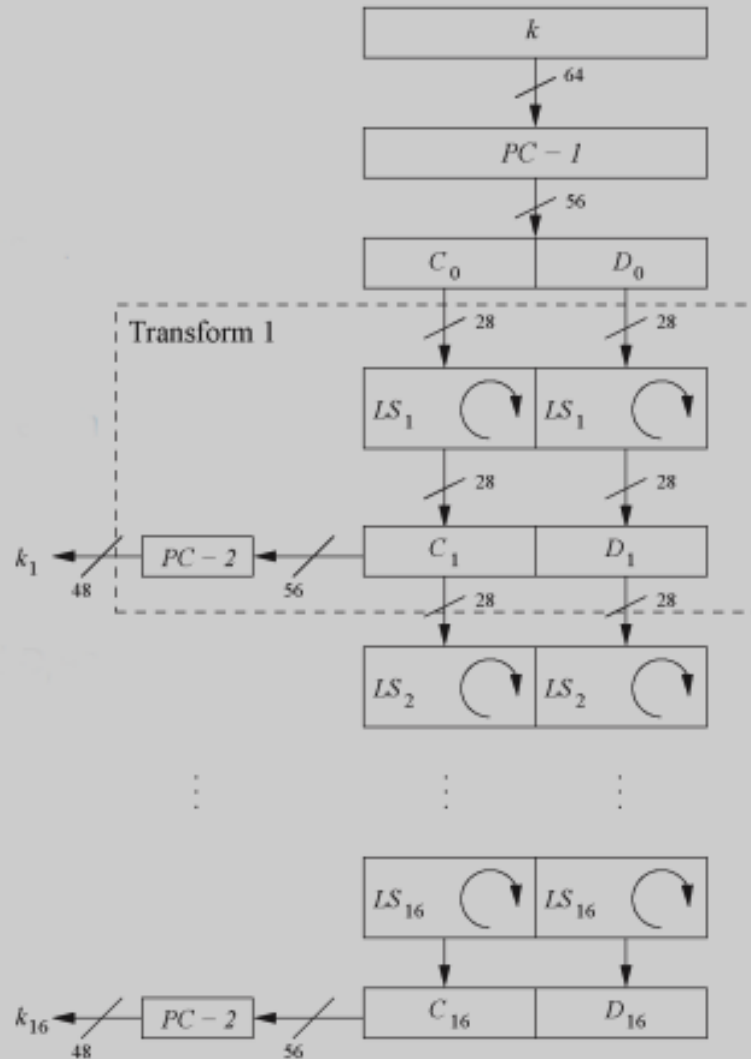 k
64
PC − 1
56
C0 D0
Transform 1
28 28
LS1 LS1
28 28
k1 PC − 2 C1 D1
48 56
28 28
LS2 LS2
LS16 LS16
k16 PC − 2 C16 D16
48 56